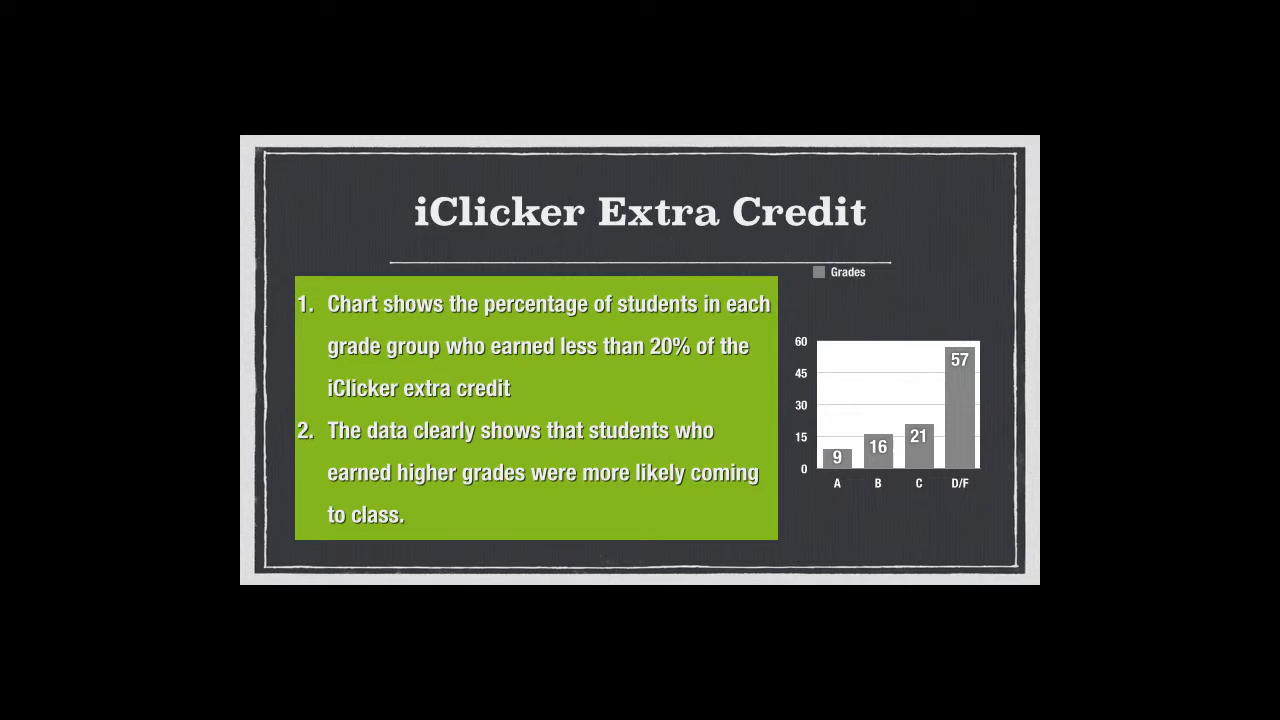 iClicker Extra Credit
1. Chart shows the percentage of students in each
grade group who earned less than 20% of the
iClicker extra credit
2. The data clearly shows that students who
earned higher grades were more likely coming
to class.
Grades
60
45
30
15
0
9
16
21
57
A B C D/F